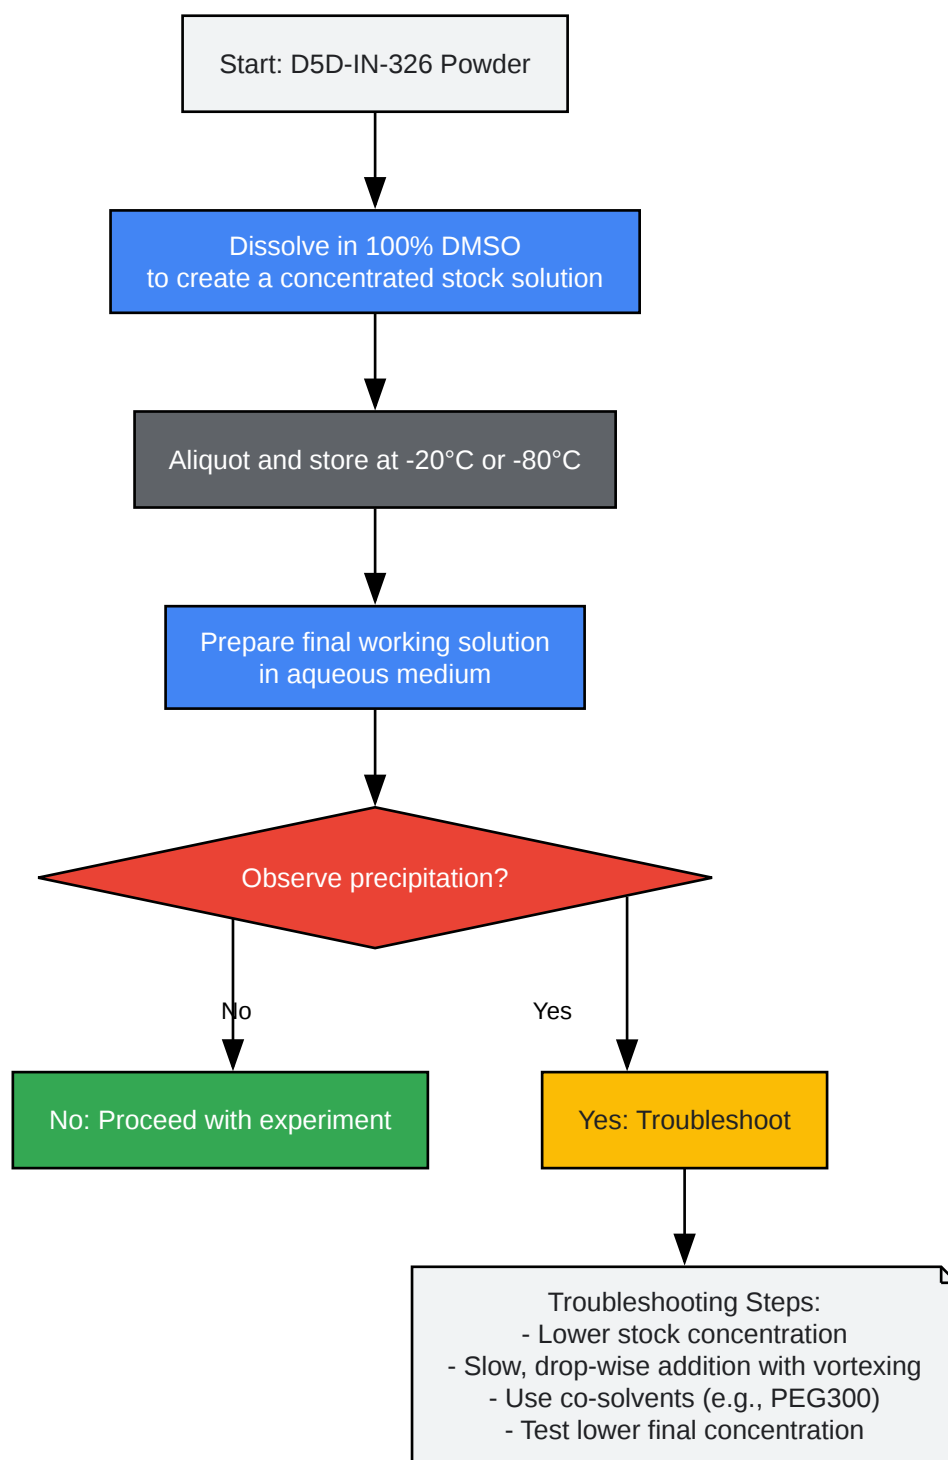 Start: D5D-IN-326 Powder
Dissolve in 100% DMSO
to create a concentrated stock solution
Aliquot and store at -20°C or -80°C
Prepare final working solution
in aqueous medium
Observe precipitation?
No
Yes
No: Proceed with experiment
Yes: Troubleshoot
Troubleshooting Steps:
- Lower stock concentration
- Slow, drop-wise addition with vortexing
- Use co-solvents (e.g., PEG300)
- Test lower final concentration